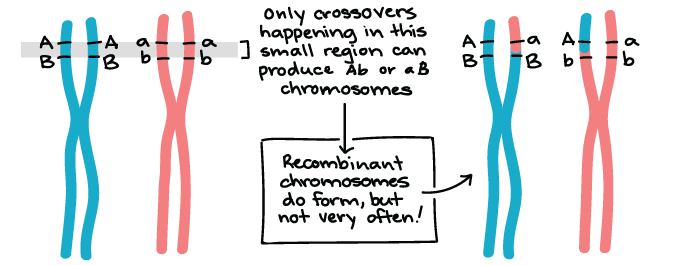 Only crossovers
happening in this
small region can
produce Ab or aB
chromosomes
A A a a
B B b b
Recombinant
chromosomes
do form, but
not very often!
A a A a
B B b b